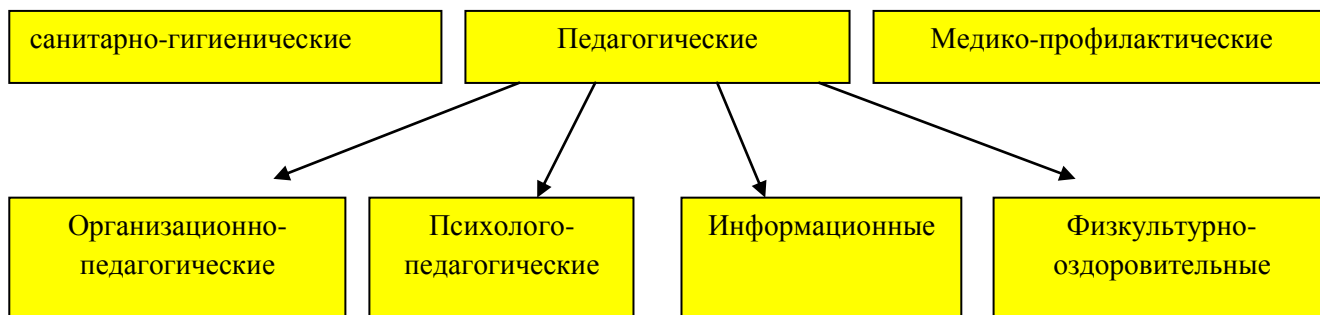 санитарно-гигиенические
Педагогические
Медико-профилактические
Организационно-
педагогические
Психолого-
педагогические
Информационные
Физкультурно-
оздоровительные